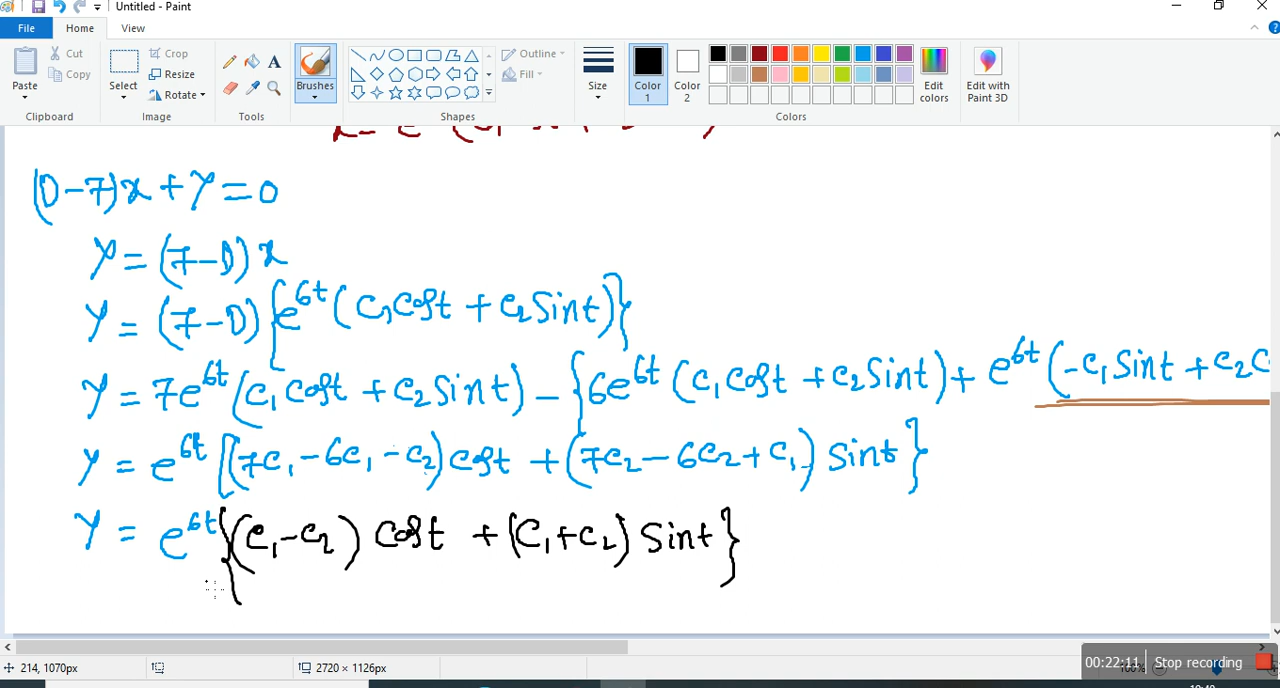 Untitled - Paint
File Home View
Paste
Cut
Copy
Clipboard
Select
Crop
Resize
Rotate
Image
A
Tools
Brushes
Outline
Fill
Shapes
Size
Color 1
Color 2
Edit colors
Edit with Paint 3D
Colors
(D-7)x + y = 0
y = (7-D)x
y = (7-D){e^{6t}(c₁Cost + c₂Sint)}
y = 7e^{6t}(c₁Cost + c₂Sint) - {6e^{6t}(c₁Cost + c₂Sint) + e^{6t}(-c₁Sint + c₂C
y = e^{6t}[(7c₁ - 6c₁ - c₂)Cost + (7c₂ - 6c₂ + c₁)Sint}
y = e^{6t}{(c₁-c₂)Cost + (c₁+c₂)Sint}
214, 1070px
2720 × 1126px
00:22:11 Stop recording